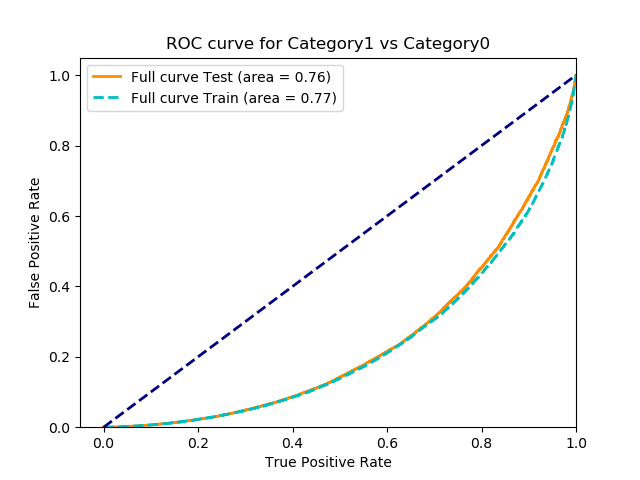 ROC curve for Category1 vs Category0
Full curve Test (area = 0.76)
Full curve Train (area = 0.77)
1.0
0.8
0.6
0.4
0.2
0.0
False Positive Rate
0.0 0.2 0.4 0.6 0.8 1.0
True Positive Rate